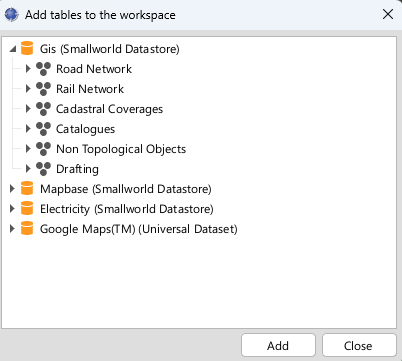 Add tables to the workspace
Gis (Smallworld Datastore)
Road Network
Rail Network
Cadastral Coverages
Catalogues
Non Topological Objects
Drafting
Mapbase (Smallworld Datastore)
Electricity (Smallworld Datastore)
Google Maps(TM) (Universal Dataset)
Add Close